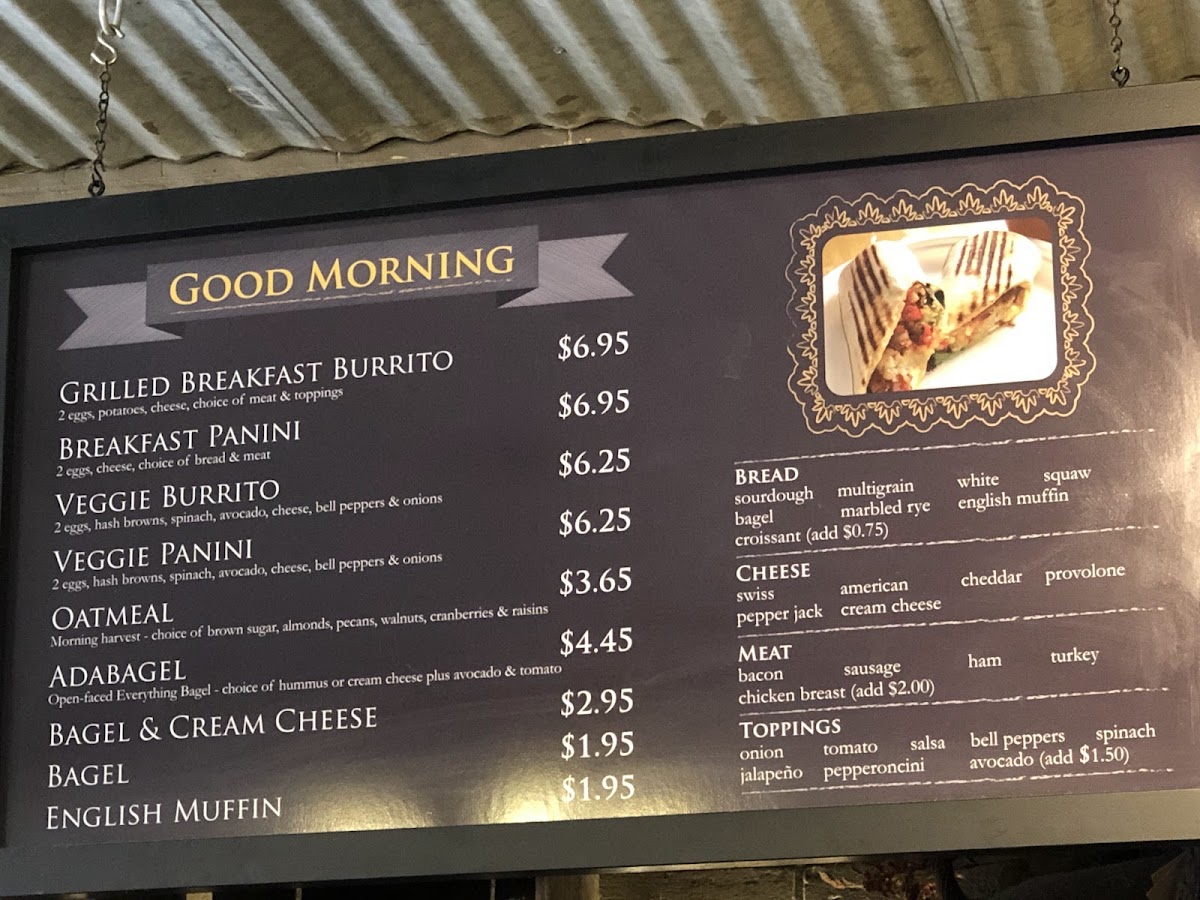 GOOD MORNING
GRILLED BREAKFAST BURRITO $6.95
2 eggs, potatoes, cheese, choice of meat & toppings
BREAKFAST PANINI $6.95
2 eggs, cheese, choice of bread & meat
VEGGIE BURRITO $6.25
2 eggs, hash browns, spinach, avocado, cheese, bell peppers & onions
VEGGIE PANINI $6.25
2 eggs, hash browns, spinach, avocado, cheese, bell peppers & onions
OATMEAL $3.65
Morning harvest - choice of brown sugar, almonds, pecans, walnuts, cranberries & raisins
ADABAGEL $4.45
Open-faced Everything Bagel - choice of hummus or cream cheese plus avocado & tomato
BAGEL & CREAM CHEESE $2.95
BAGEL $1.95
ENGLISH MUFFIN $1.95
BREAD
sourdough multigrain white squaw
bagel marbled rye english muffin
croissant (add $0.75)
CHEESE
swiss american cheddar provolone
pepper jack cream cheese
MEAT
bacon sausage ham turkey
chicken breast (add $2.00)
TOPPINGS
onion tomato salsa bell peppers spinach
jalapeño pepperoncini avocado (add $1.50)